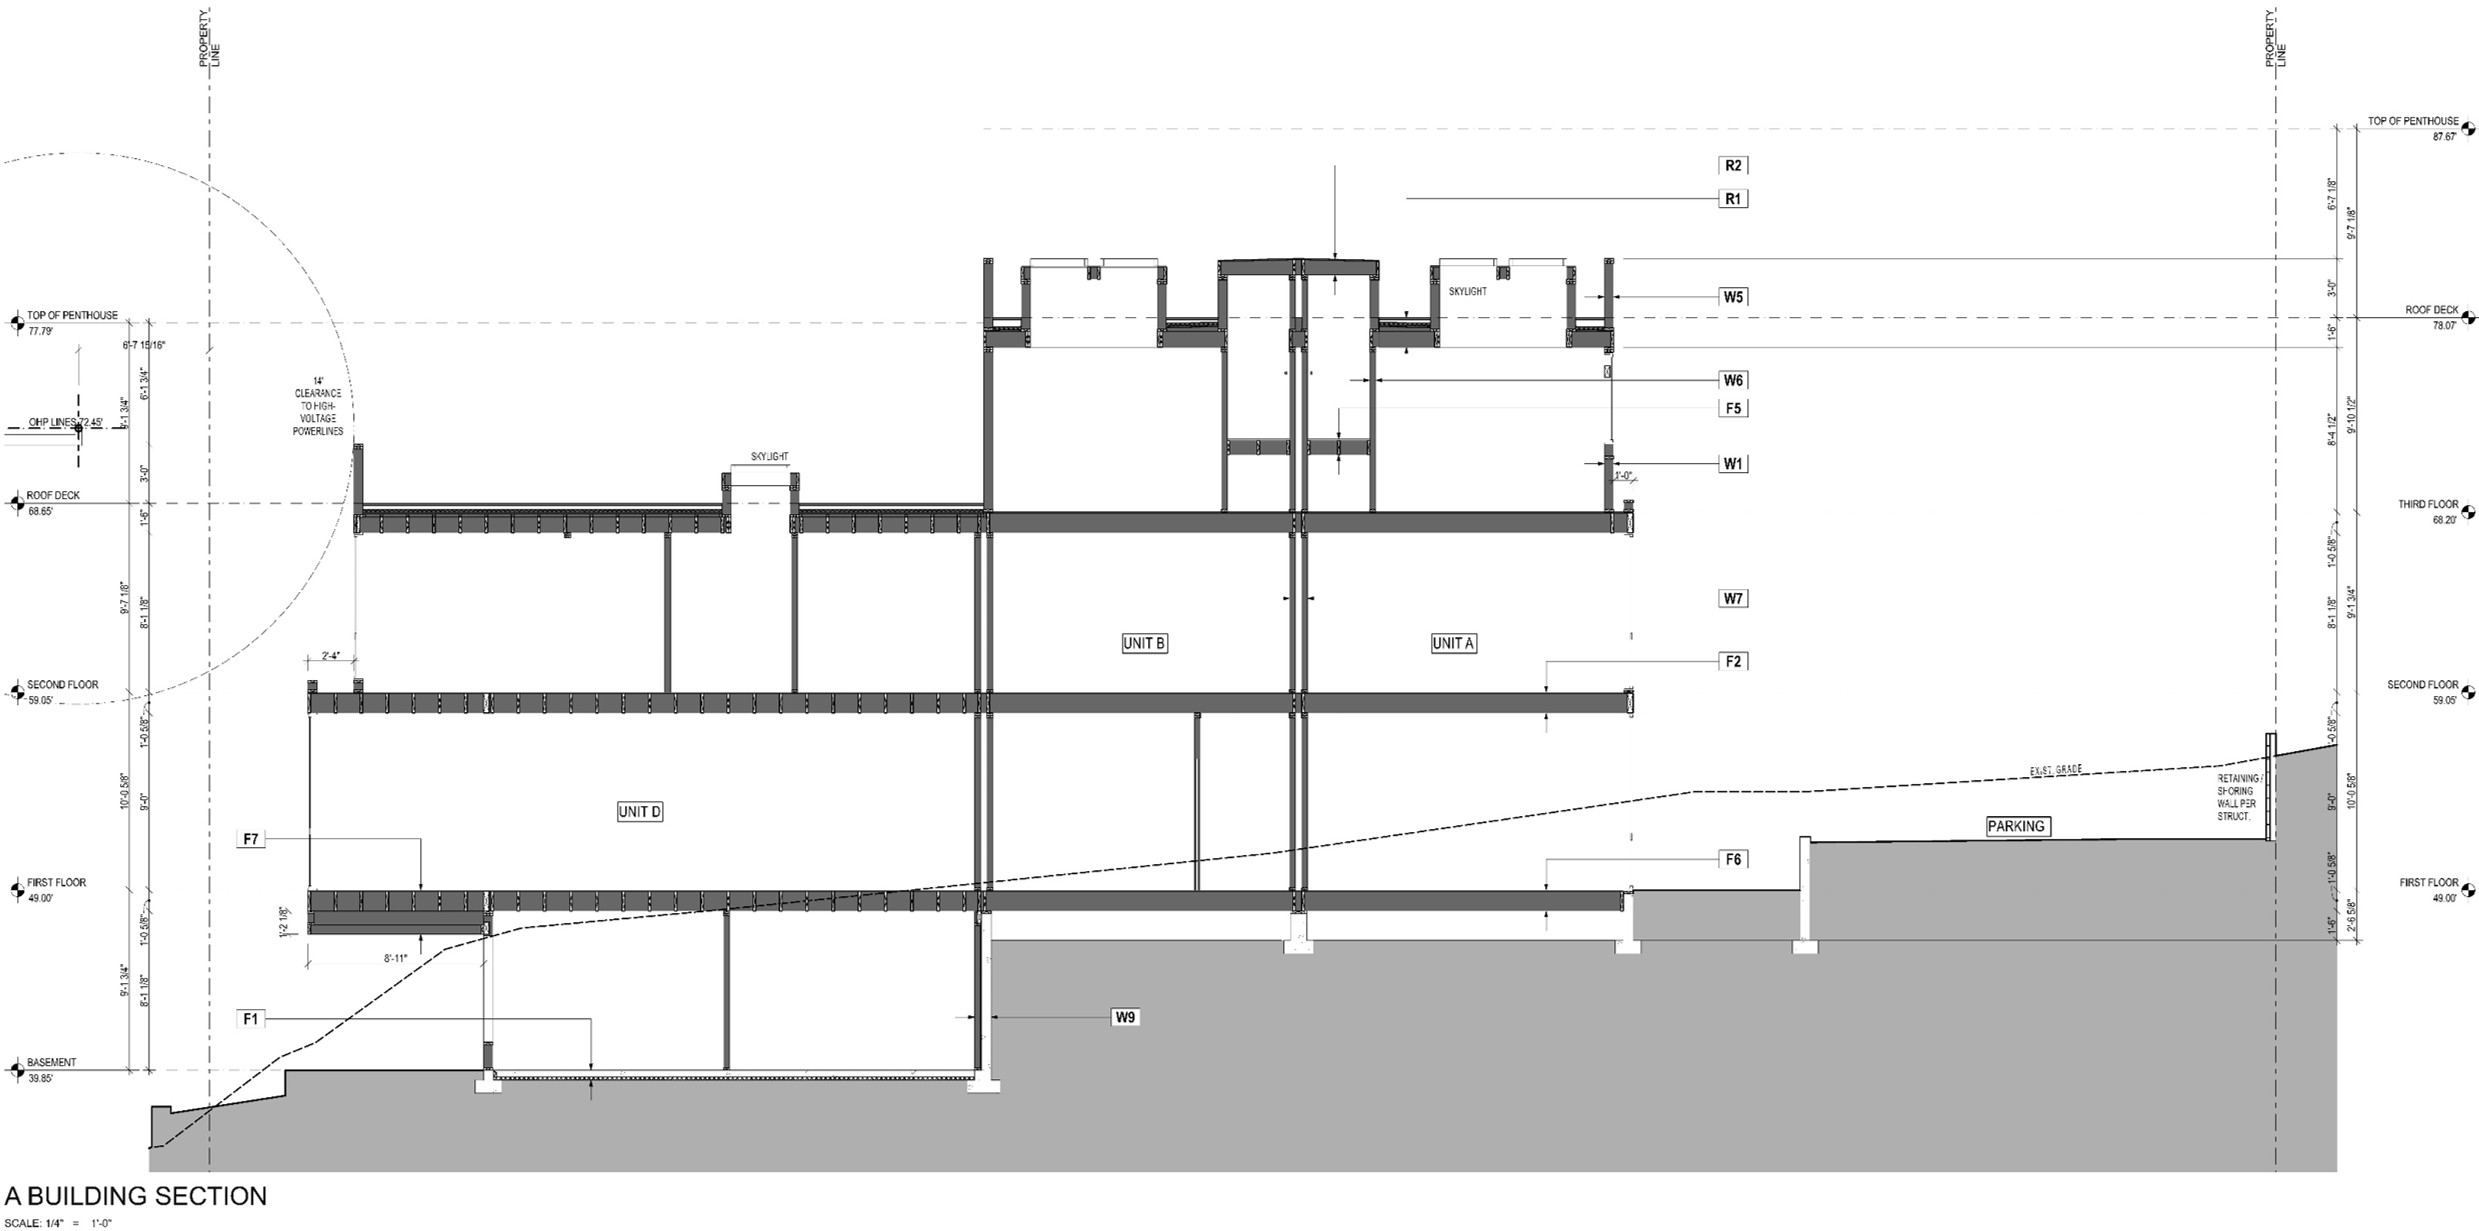 PROPERTY
LINE
PROPERTY
LINE
TOP OF PENTHOUSE
87.67'
R2
R1
6'-7 1/8"
9'-7 1/8"
SKYLIGHT
3'-0"
W5
TOP OF PENTHOUSE
77.79'
ROOF DECK
78.07'
1'-6"
6'-7 15/16"
6'-1 3/4"
9'-1 3/4"
14'
CLEARANCE
TO HIGH-
VOLTAGE
POWERLINES
W6
F5
8'-4 1/2"
9'-10 1/2"
OHP LINES 72.45'
SKYLIGHT
3'-0"
W1
1'-0"
ROOF DECK
68.65'
1'-6"
THIRD FLOOR
68.20'
1'-0 5/8"
9'-7 1/8"
8'-1 1/8"
W7
8'-1 1/8"
9'-1 3/4"
UNIT B
UNIT A
2'-4"
F2
SECOND FLOOR
59.05'
SECOND FLOOR
59.05'
1'-0 5/8"
1'-0 5/8"
EXIST. GRADE
RETAINING /
SHORING
WALL PER
STRUCT.
10'-0 5/8"
9'-0"
9'-0"
10'-0 5/8"
UNIT D
PARKING
F7
F6
1'-0 5/8"
FIRST FLOOR
49.00'
FIRST FLOOR
49.00'
1'-2 1/8"
1'-0 5/8"
1'-6"
2'-6 5/8"
8'-11"
9'-1 3/4"
8'-1 1/8"
F1
W9
BASEMENT
39.85'
A BUILDING SECTION
SCALE: 1/4" = 1'-0"